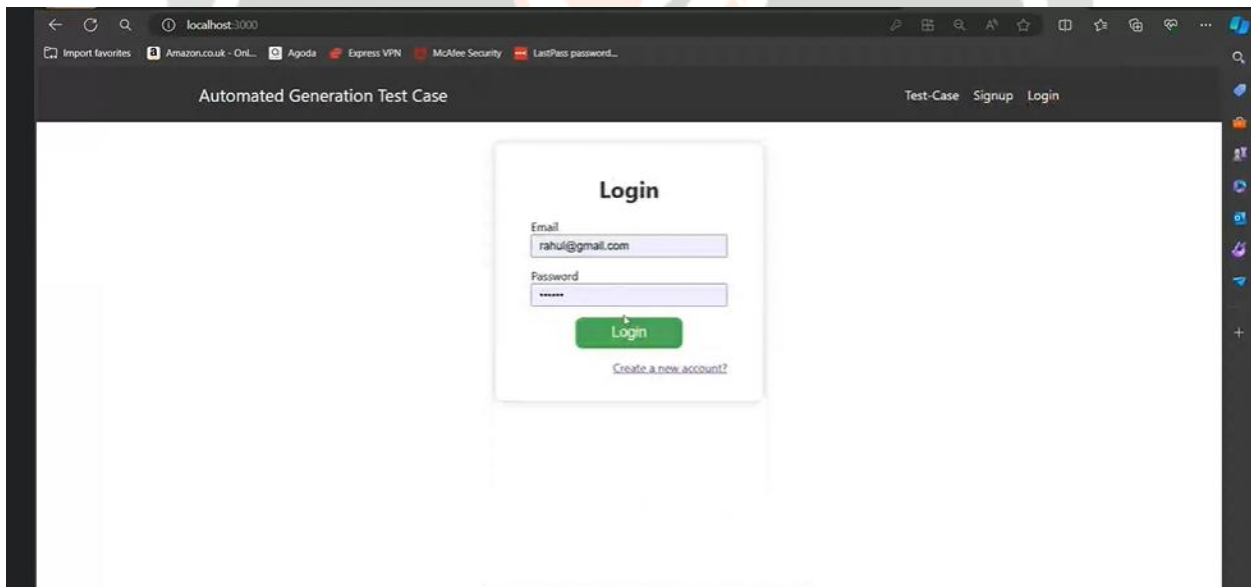 localhost:3000
Import favorites Amazon.co.uk - Onl... Agoda Express VPN McAfee Security LastPass password...
Automated Generation Test Case Test-Case Signup Login
Login
Email
rahul@gmail.com
Password
••••••
Login
Create a new account?